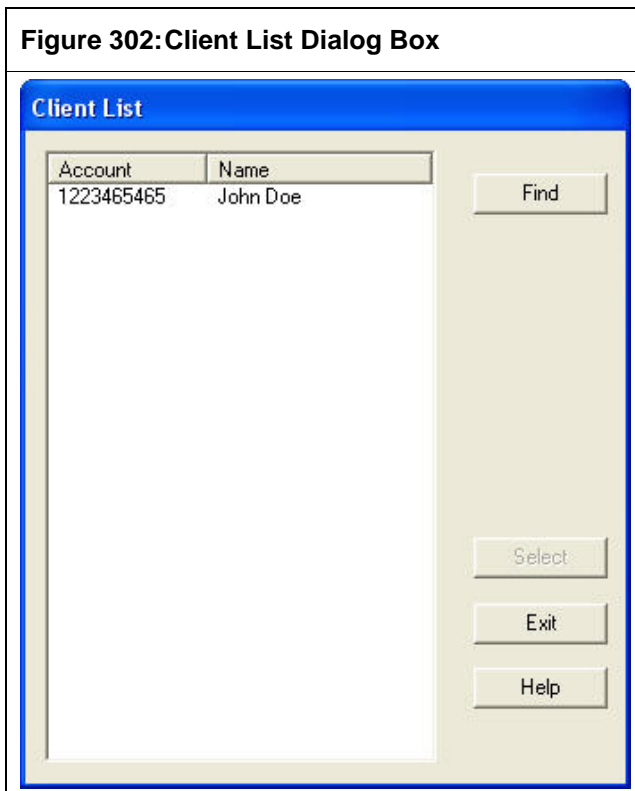 Figure 302: Client List Dialog Box
Client List
Account Name
1223465465 John Doe
Find
Select
Exit
Help